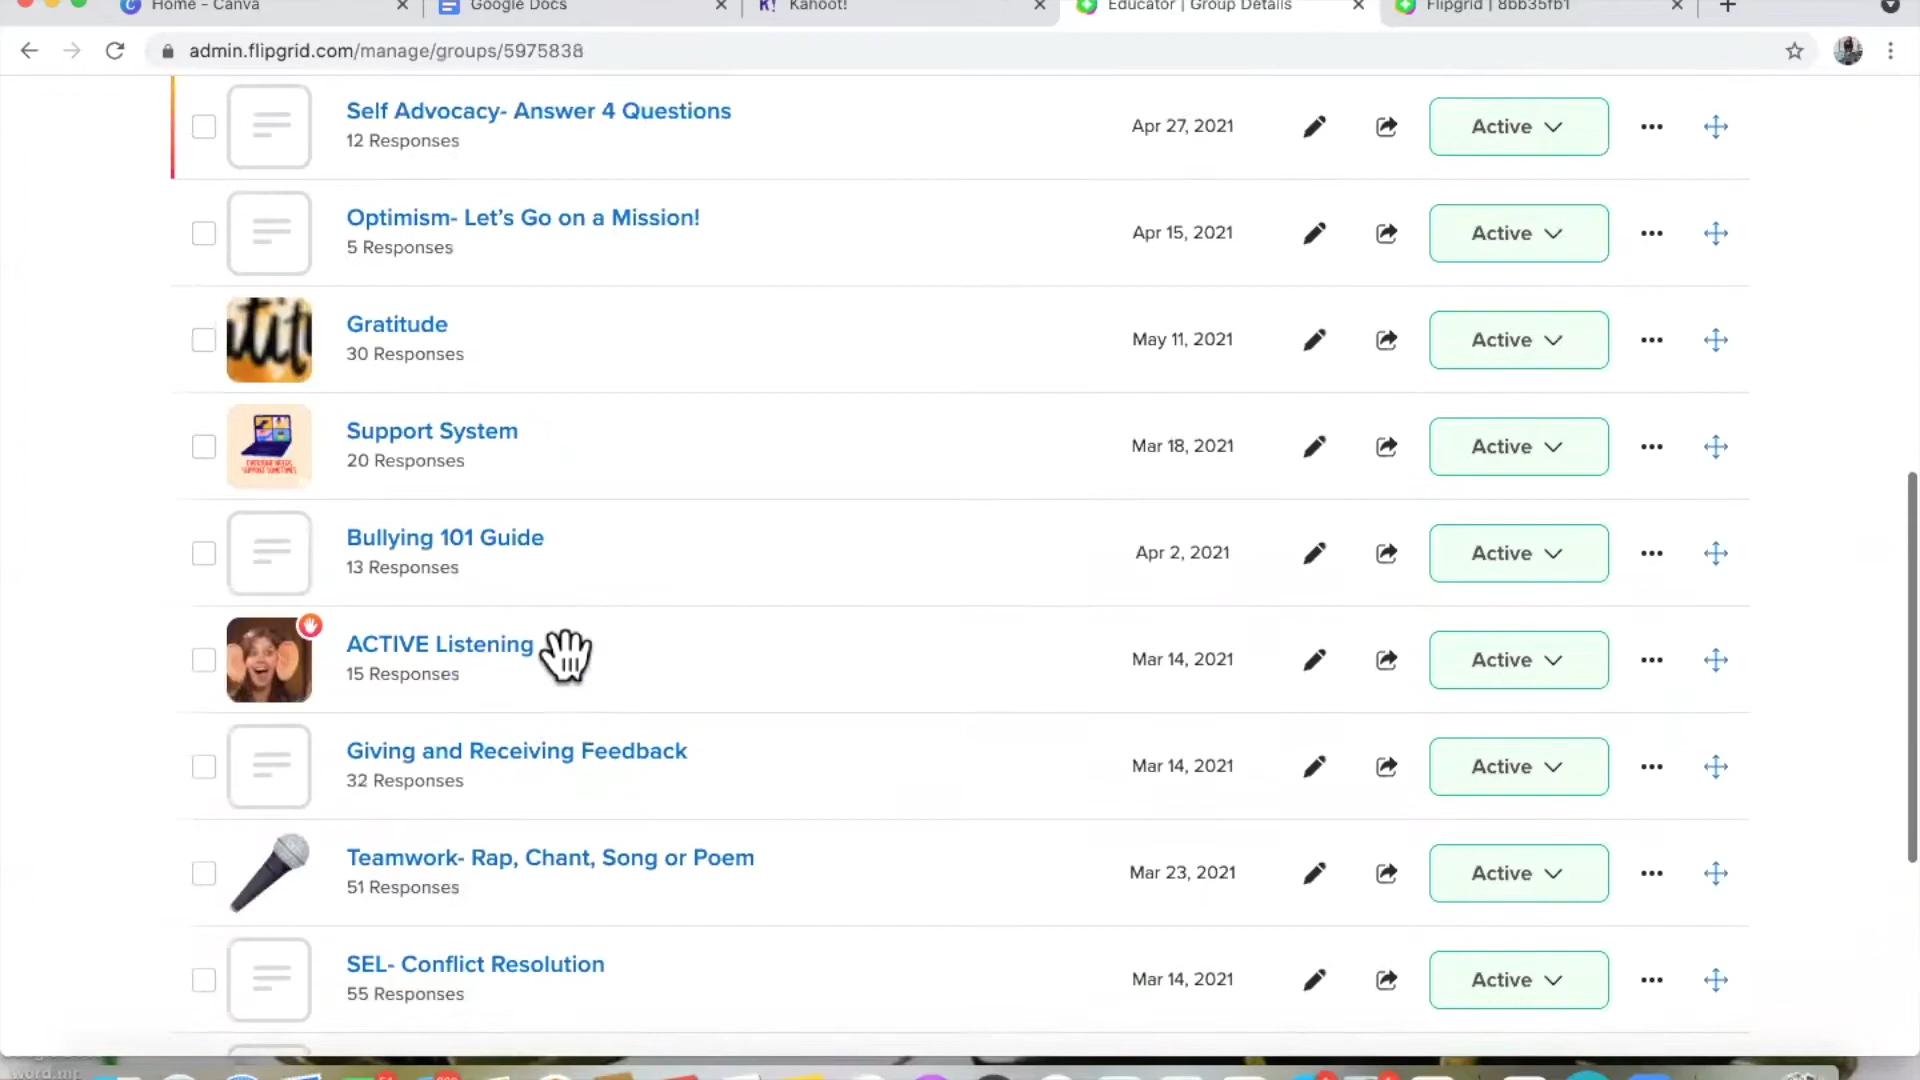 Home - Canva
Google Docs
Kahoot!
Educator | Group Details
Flipgrid | 8bb35fb1
admin.flipgrid.com/manage/groups/5975838
Self Advocacy- Answer 4 Questions
12 Responses
Apr 27, 2021
Active
Optimism- Let’s Go on a Mission!
5 Responses
Apr 15, 2021
Active
Gratitude
30 Responses
May 11, 2021
Active
Support System
20 Responses
Mar 18, 2021
Active
EVERYONE NEEDS
SUPPORT SOMETIMES
Bullying 101 Guide
13 Responses
Apr 2, 2021
Active
ACTIVE Listening
15 Responses
Mar 14, 2021
Active
Giving and Receiving Feedback
32 Responses
Mar 14, 2021
Active
Teamwork- Rap, Chant, Song or Poem
51 Responses
Mar 23, 2021
Active
SEL- Conflict Resolution
55 Responses
Mar 14, 2021
Active